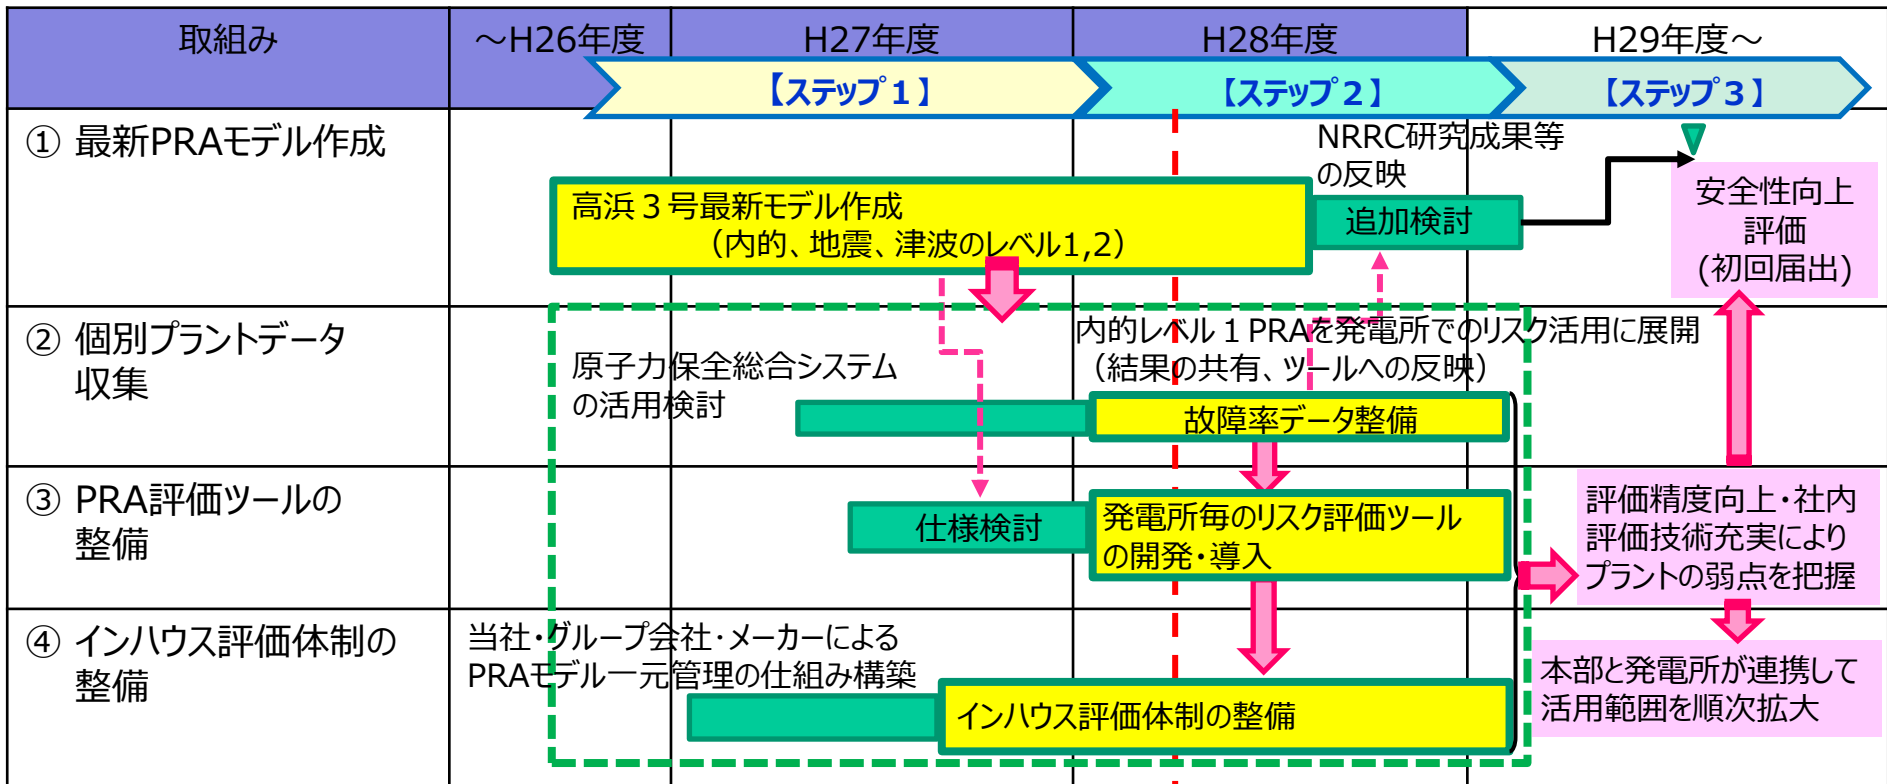 取組み
～H26年度
H27年度
H28年度
H29年度～
【ステップ１】
【ステップ２】
【ステップ３】
① 最新PRAモデル作成
高浜３号最新モデル作成
（内的、地震、津波のレベル1,2）
NRRC研究成果等
の反映
追加検討
安全性向上
評価
(初回届出)
② 個別プラントデータ
収集
原子力保全総合システム
の活用検討
内的レベル１PRAを発電所でのリスク活用に展開
（結果の共有、ツールへの反映）
故障率データ整備
③ PRA評価ツールの
整備
仕様検討
発電所毎のリスク評価ツール
の開発・導入
評価精度向上・社内
評価技術充実により
プラントの弱点を把握
④ インハウス評価体制の
整備
当社・グループ会社・メーカーによる
PRAモデル一元管理の仕組み構築
インハウス評価体制の整備
本部と発電所が連携して
活用範囲を順次拡大